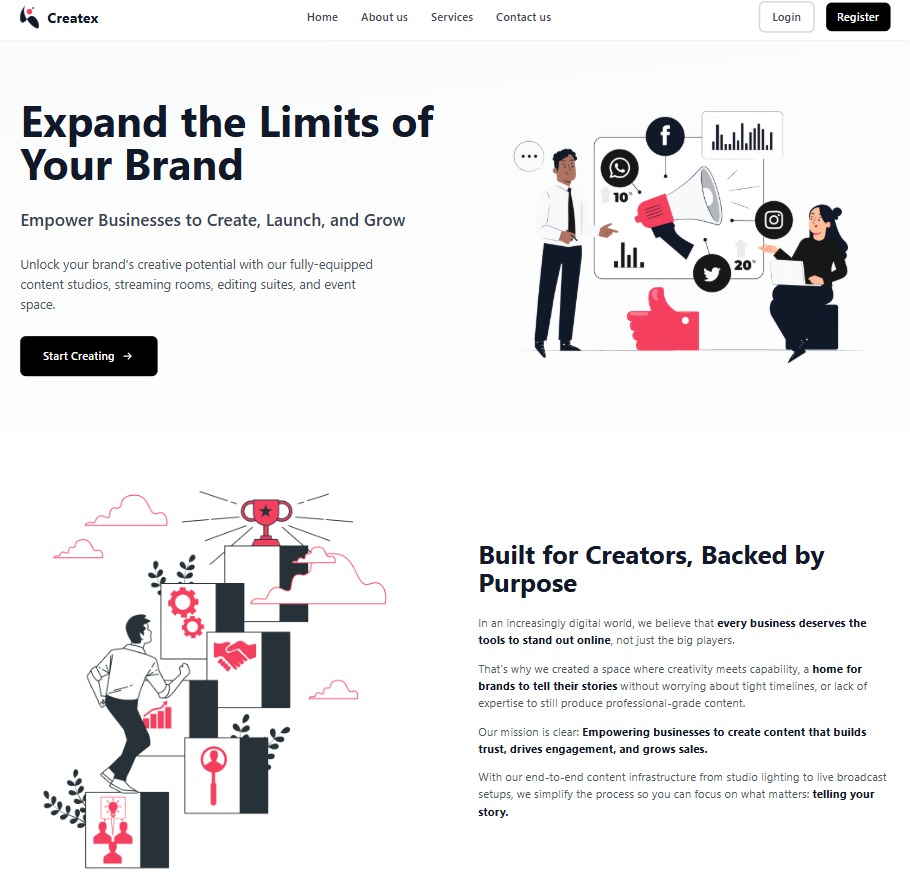 Createx
Home About us Services Contact us
Login
Register
Expand the Limits of
Your Brand
Empower Businesses to Create, Launch, and Grow
Unlock your brand's creative potential with our fully-equipped
content studios, streaming rooms, editing suites, and event
space.
Start Creating →
10%
20%
Built for Creators, Backed by
Purpose
In an increasingly digital world, we believe that every business deserves the
tools to stand out online, not just the big players.
That's why we created a space where creativity meets capability, a home for
brands to tell their stories without worrying about tight timelines, or lack of
expertise to still produce professional-grade content.
Our mission is clear: Empowering businesses to create content that builds
trust, drives engagement, and grows sales.
With our end-to-end content infrastructure from studio lighting to live broadcast
setups, we simplify the process so you can focus on what matters: telling your
story.